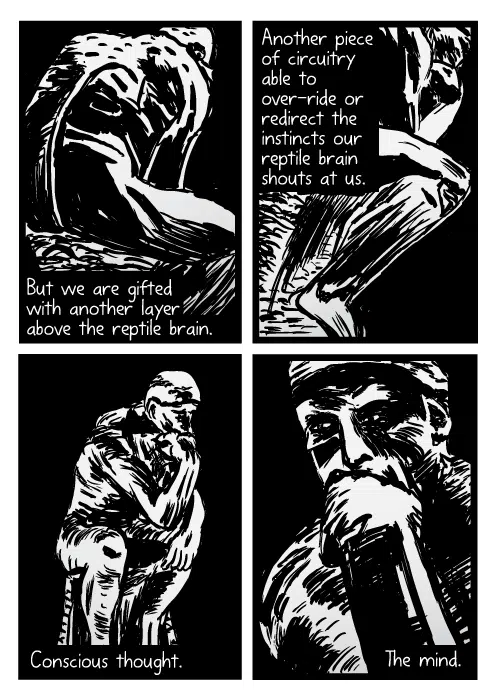 But we are gifted
with another layer
above the reptile brain.
Another piece
of circuitry
able to
over-ride or
redirect the
instincts our
reptile brain
shouts at us.
Conscious thought.
The mind.